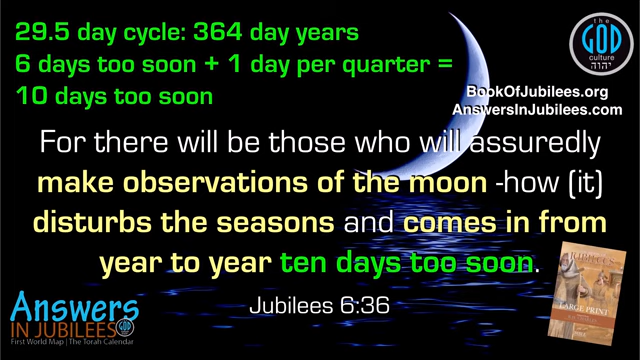 29.5 day cycle: 364 day years
6 days too soon + 1 day per quarter =
10 days too soon
the
GOD
culture
יהוה
BookOfJubilees.org
AnswersInJubilees.com
For there will be those who will assuredly
make observations of the moon -how (it)
disturbs the seasons and comes in from
year to year ten days too soon.
Jubilees 6:36
Answers
IN JUBILEES
First World Map | The Torah Calendar
JUBILEES
LARGE PRINT